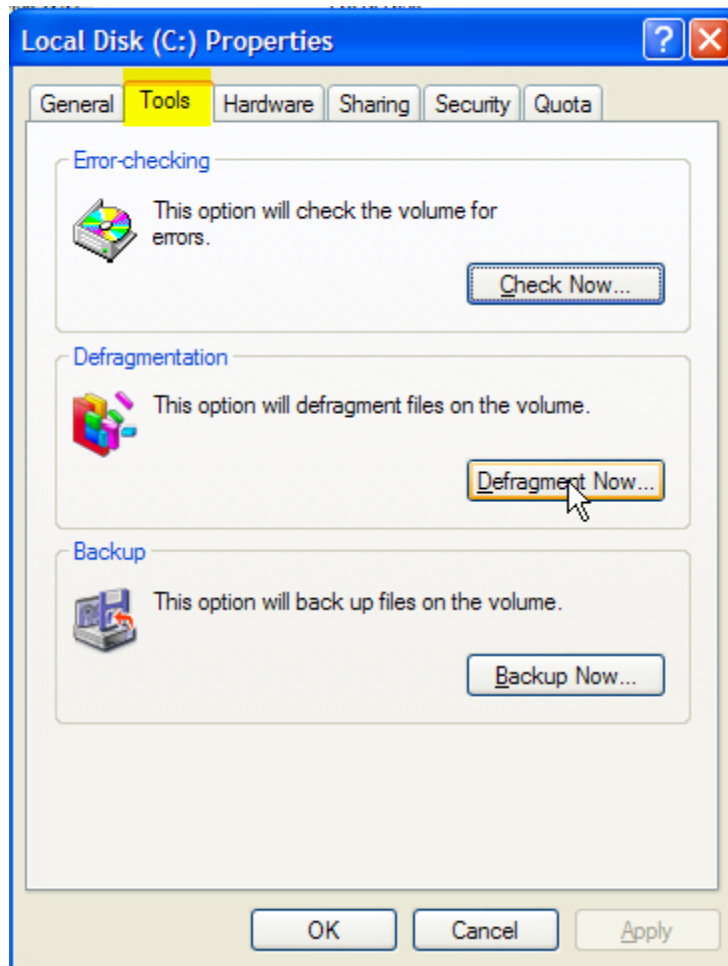 Local Disk (C:) Properties
General Tools Hardware Sharing Security Quota
Error-checking
This option will check the volume for
errors.
Check Now...
Defragmentation
This option will defragment files on the volume.
Defragment Now...
Backup
This option will back up files on the volume.
Backup Now...
OK Cancel Apply